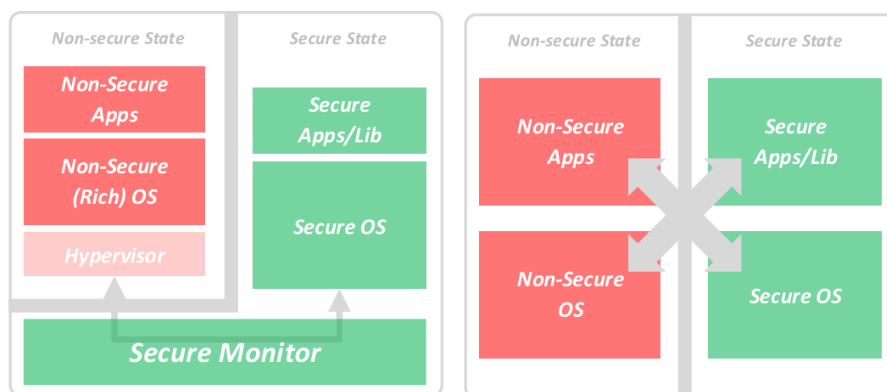 Non-secure State
Secure State
Non-Secure
Apps
Non-Secure
(Rich) OS
Hypervisor
Secure
Apps/Lib
Secure OS
Secure Monitor
Non-secure State
Secure State
Non-Secure
Apps
Secure
Apps/Lib
Non-Secure
OS
Secure OS